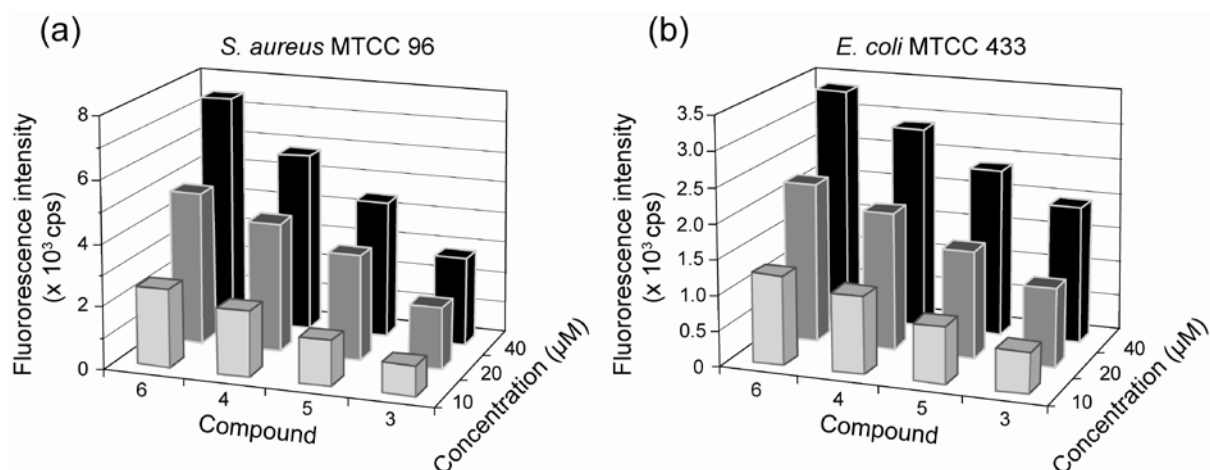 (a)
S. aureus MTCC 96
Fluororescence intensity
(x 10³ cps)
8
6
4
2
0
6
4
5
3
Compound
10
20
40
Concentration (µM)
(b)
E. coli MTCC 433
Fluororescence intensity
(x 10³ cps)
3.5
3.0
2.5
2.0
1.5
1.0
0.5
0
6
4
5
3
Compound
10
20
40
Concentration (µM)